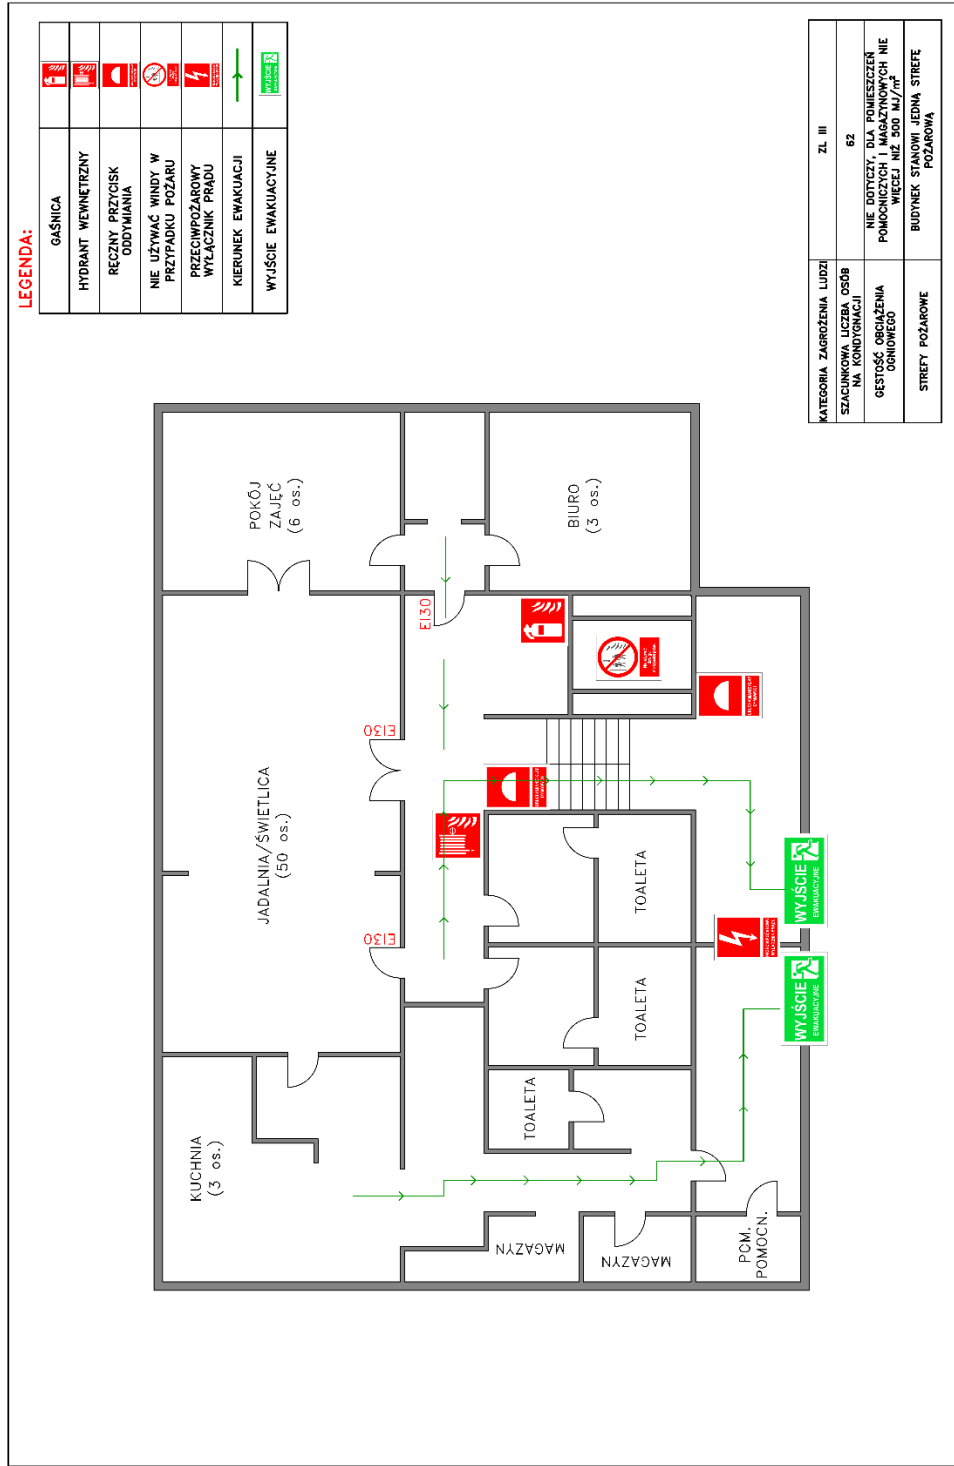 LEGENDA:
GAŚNICA
HYDRANT WEWNĘTRZNY
RĘCZNY PRZYCISK
ODDYMIANIA
NIE UŻYWAĆ WINDY W
PRZYPADKU POŻARU
PRZECIWPOŻAROWY
WYŁĄCZNIK PRĄDU
KIERUNEK EWAKUACJI
WYJŚCIE EWAKUACYJNE
WYJŚCIE
KATEGORIA ZAGROŻENIA LUDZI
ZL III
SZACUNKOWA LICZBA OSÓB
NA KONDYGNACJI
62
GĘSTOŚĆ OBCIĄŻENIA
OGNIOWEGO
NIE DOTYCZY, DLA POMIESZCZEŃ
POMOCNICZYCH I MAGAZYNOWYCH NIE
WIĘCEJ NIŻ 500 MJ/m²
STREFY POŻAROWE
BUDYNEK STANOWI JEDNĄ STREFĘ
POŻAROWĄ
POKÓJ
ZAJĘĆ
(6 os.)
BIURO
(3 os.)
EI30
EI30
EI30
JADALNIA/ŚWIETLICA
(50 os.)
KUCHNIA
(3 os.)
TOALETA
TOALETA
TOALETA
MAGAZYN
MAGAZYN
POM.
POMOCN.
WYJŚCIE
EWAKUACYJNE
WYJŚCIE
EWAKUACYJNE